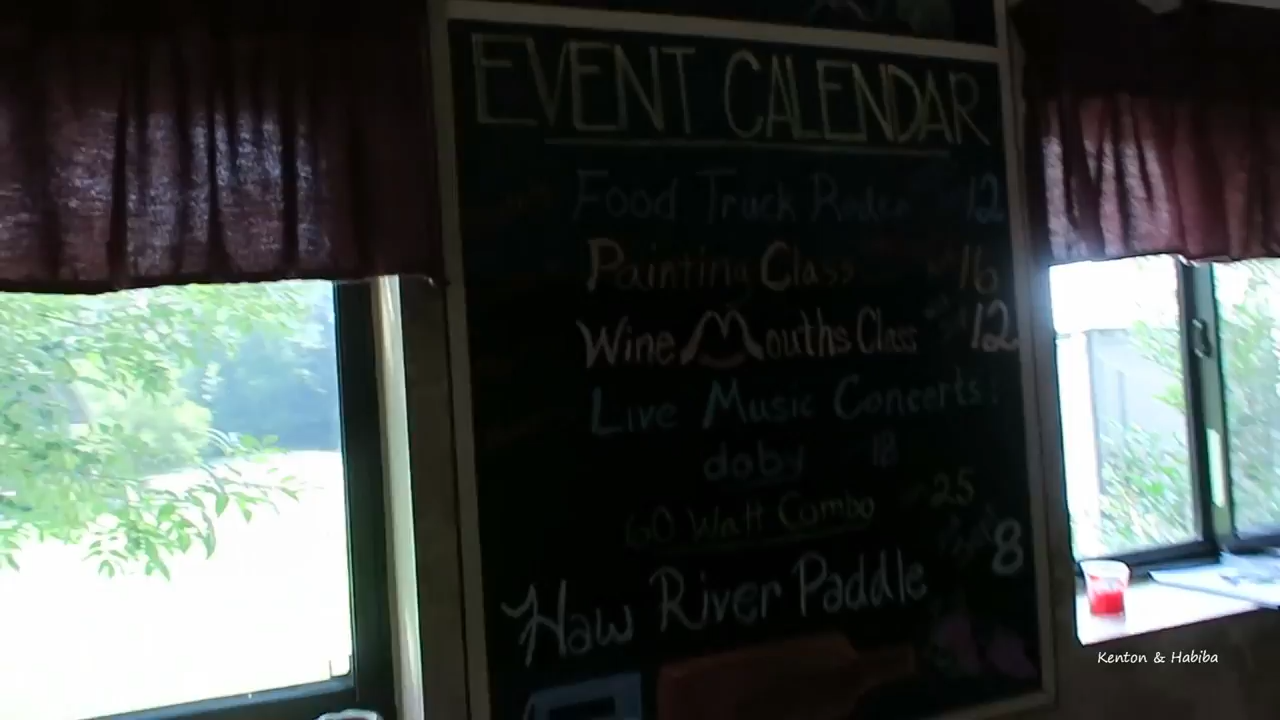 EVENT CALENDAR
Food Truck Rodeo 12
Painting Class 16
Wine Mouths Class 12
Live Music Concerts!
doby 18
60 Watt Combo 25
Haw River Paddle 8
Kenton & Habiba